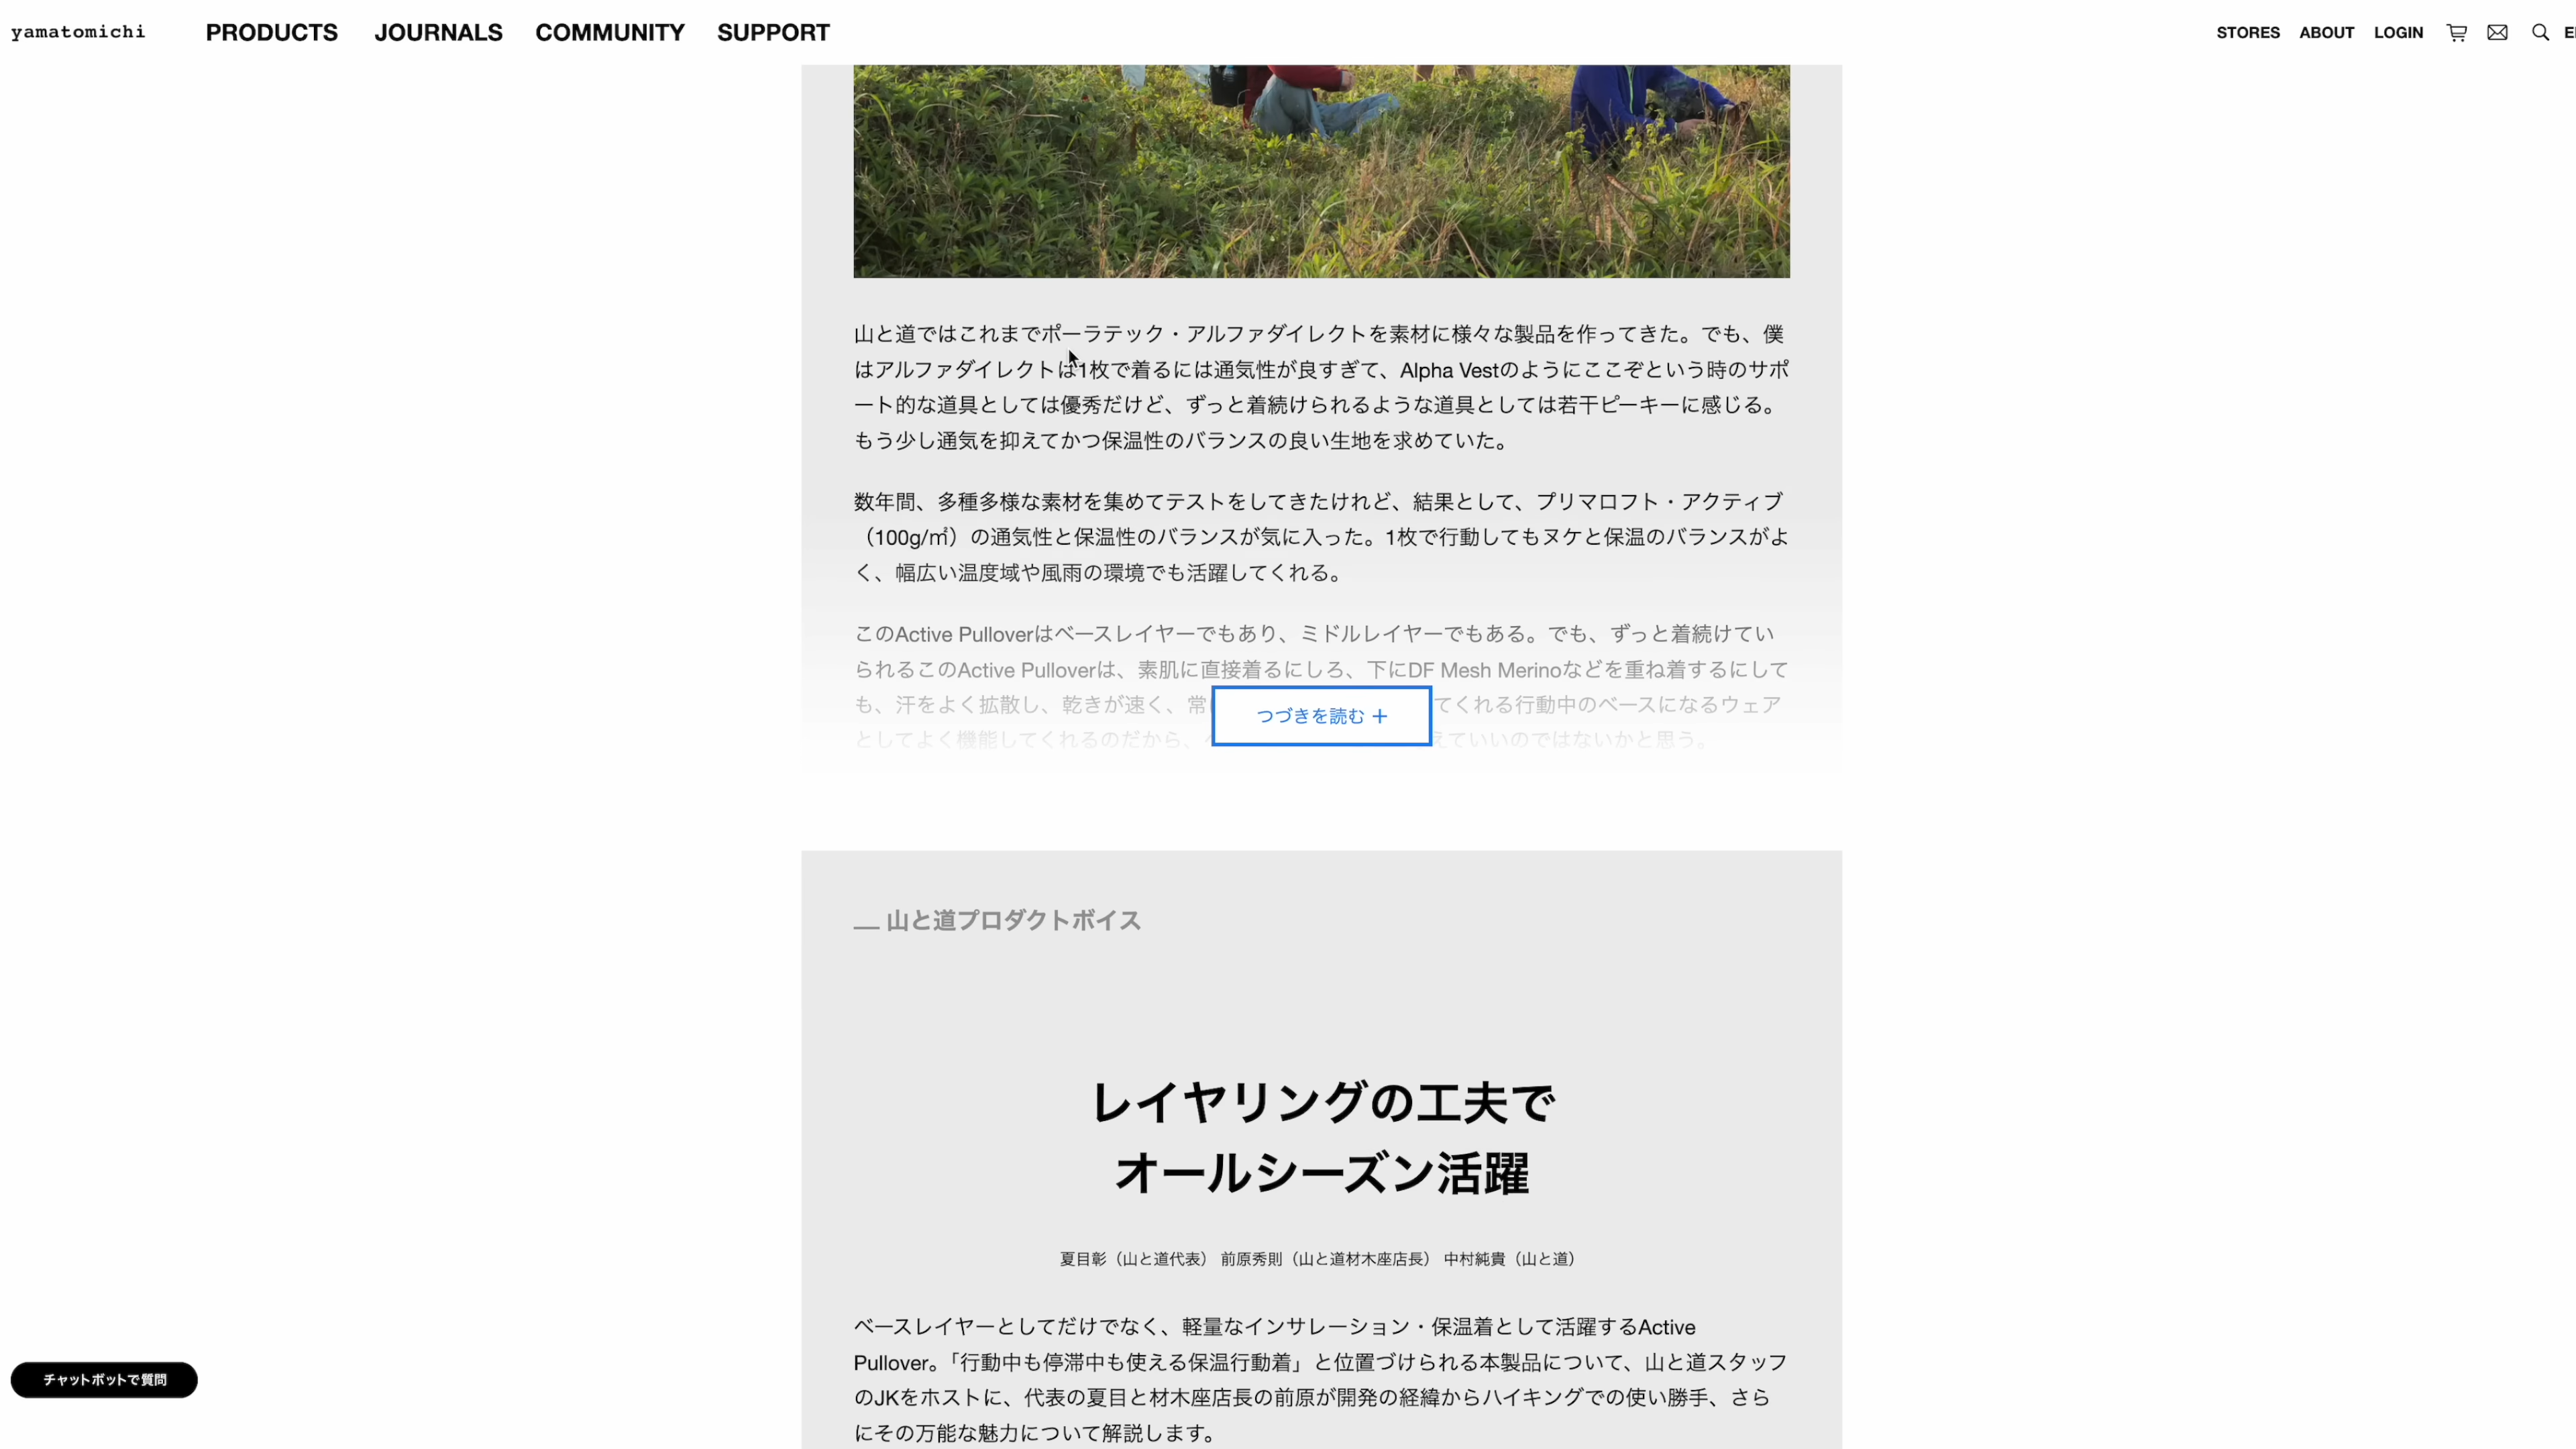 yamatomichi PRODUCTS JOURNALS COMMUNITY SUPPORT STORES ABOUT LOGIN
山と道ではこれまでポーラテック・アルファダイレクトを素材に様々な製品を作ってきた。でも、僕
はアルファダイレクトは1枚で着るには通気性が良すぎて、Alpha Vestのようにここぞという時のサポ
ート的な道具としては優秀だけど、ずっと着続けられるような道具としては若干ピーキーに感じる。
もう少し通気を抑えてかつ保温性のバランスの良い生地を求めていた。
数年間、多種多様な素材を集めてテストをしてきたけれど、結果として、プリマロフト・アクティブ
（100g/㎡）の通気性と保温性のバランスが気に入った。1枚で行動してもヌケと保温のバランスがよ
く、幅広い温度域や風雨の環境でも活躍してくれる。
このActive Pulloverはベースレイヤーでもあり、ミドルレイヤーでもある。でも、ずっと着続けてい
られるこのActive Pulloverは、素肌に直接着るにしろ、下にDF Mesh Merinoなどを重ね着するにして
も、汗をよく拡散し、乾きが速く、常 てくれる行動中のベースになるウェア
つづきを読む +
としてよく機能してくれるのだから、 えていいのではないかと思う。
山と道プロダクトボイス
レイヤリングの工夫で
オールシーズン活躍
夏目彰（山と道代表） 前原秀則（山と道材木座店長） 中村純貴（山と道）
ベースレイヤーとしてだけでなく、軽量なインサレーション・保温着として活躍するActive
Pullover。「行動中も停滞中も使える保温行動着」と位置づけられる本製品について、山と道スタッフ
のJKをホストに、代表の夏目と材木座店長の前原が開発の経緯からハイキングでの使い勝手、さら
にその万能な魅力について解説します。
チャットボットで質問